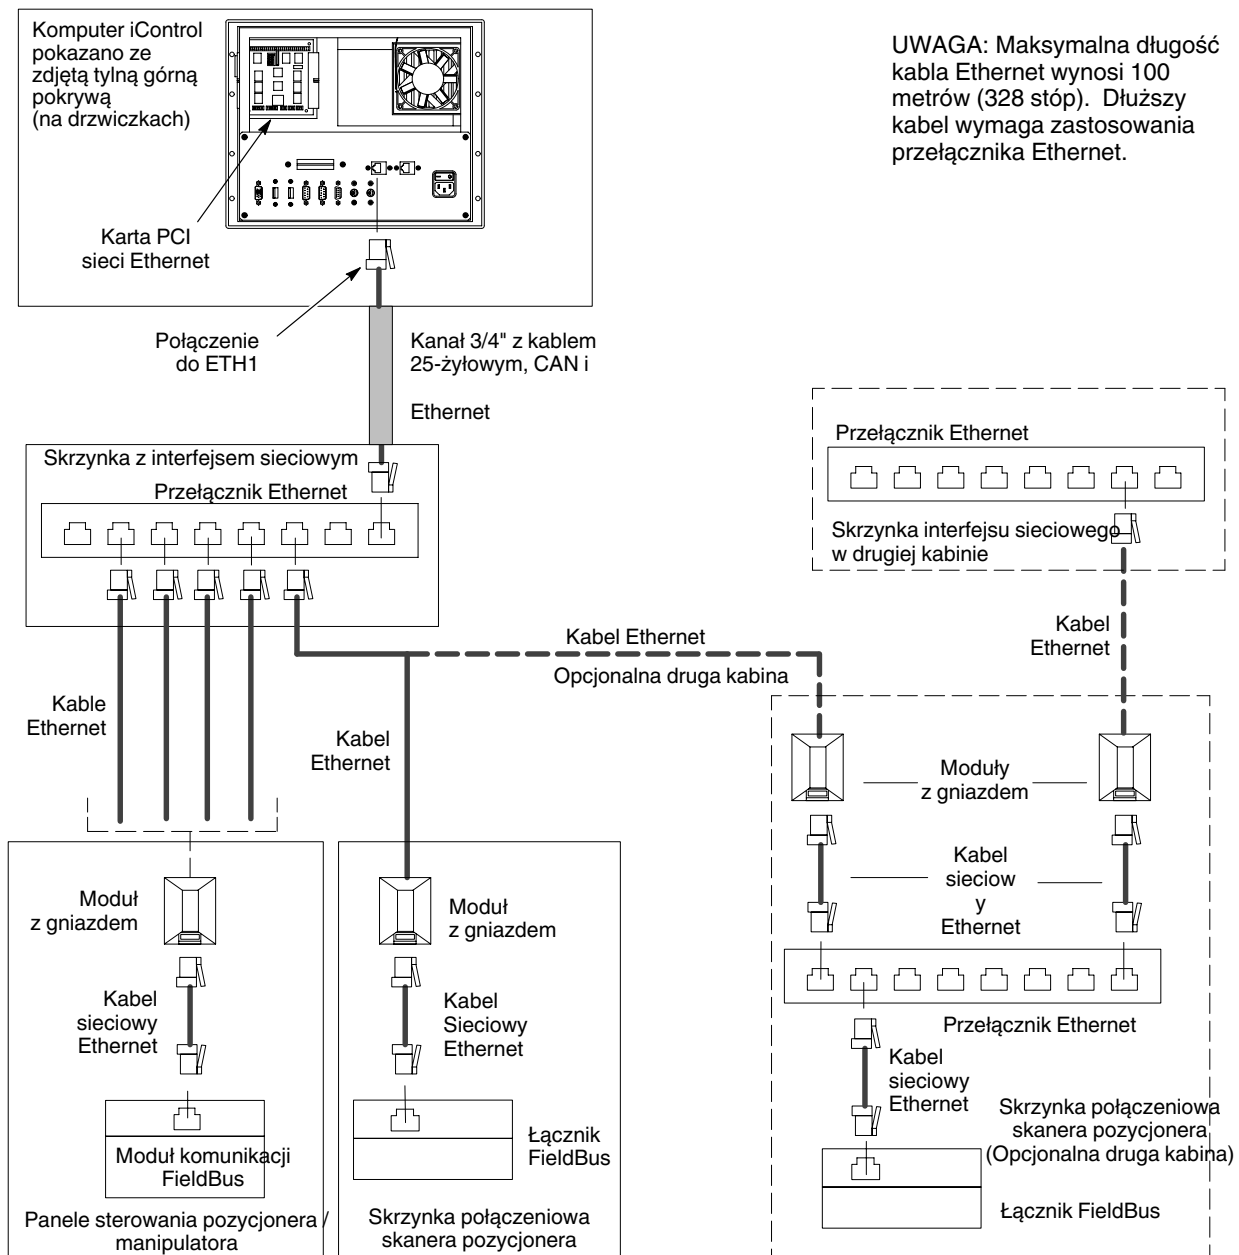 Komputer iControl
pokazano ze
zdjętą tylną górną
pokrywą
(na drzwiczkach)
UWAGA: Maksymalna długość
kabla Ethernet wynosi 100
metrów (328 stóp). Dłuższy
kabel wymaga zastosowania
przełącznika Ethernet.
Karta PCI
sieci Ethernet
Połączenie
do ETH1
Kanał 3/4" z kablem
25-żyłowym, CAN i
Ethernet
Skrzynka z interfejsem sieciowym
Przełącznik Ethernet
Przełącznik Ethernet
Skrzynka interfejsu sieciowego
w drugiej kabinie
Kabel Ethernet
Opcjonalna druga kabina
Kabel
Ethernet
Kable
Ethernet
Kabel
Ethernet
Moduły
z gniazdem
Moduł
z gniazdem
Moduł
z gniazdem
Kabel
sieciow
y
Ethernet
Kabel
sieciowy
Ethernet
Kabel
Sieciowy
Ethernet
Przełącznik Ethernet
Kabel
sieciowy
Ethernet
Skrzynka połączeniowa
skanera pozycjonera
(Opcjonalna druga kabina)
Moduł komunikacji
FieldBus
Łącznik
FieldBus
Łącznik FieldBus
Panele sterowania pozycjonera /
manipulatora
Skrzynka połączeniowa
skanera pozycjonera